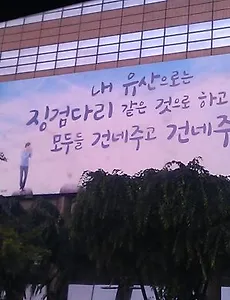 내 유산으로는
징검다리 같은 것으로 하고
모두들 건네주고 건네주